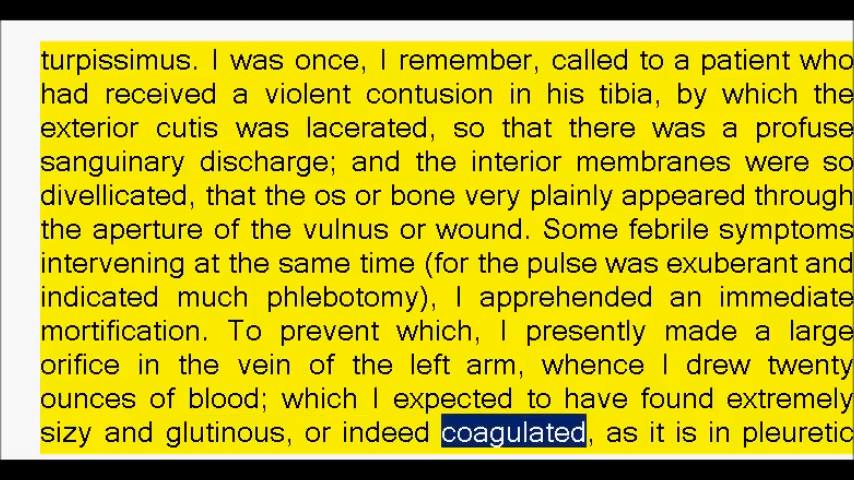 turpissimus. I was once, I remember, called to a patient who
had received a violent contusion in his tibia, by which the
exterior cutis was lacerated, so that there was a profuse
sanguinary discharge; and the interior membranes were so
divellicated, that the os or bone very plainly appeared through
the aperture of the vulnus or wound. Some febrile symptoms
intervening at the same time (for the pulse was exuberant and
indicated much phlebotomy), I apprehended an immediate
mortification. To prevent which, I presently made a large
orifice in the vein of the left arm, whence I drew twenty
ounces of blood; which I expected to have found extremely
sizy and glutinous, or indeed coagulated, as it is in pleuretic